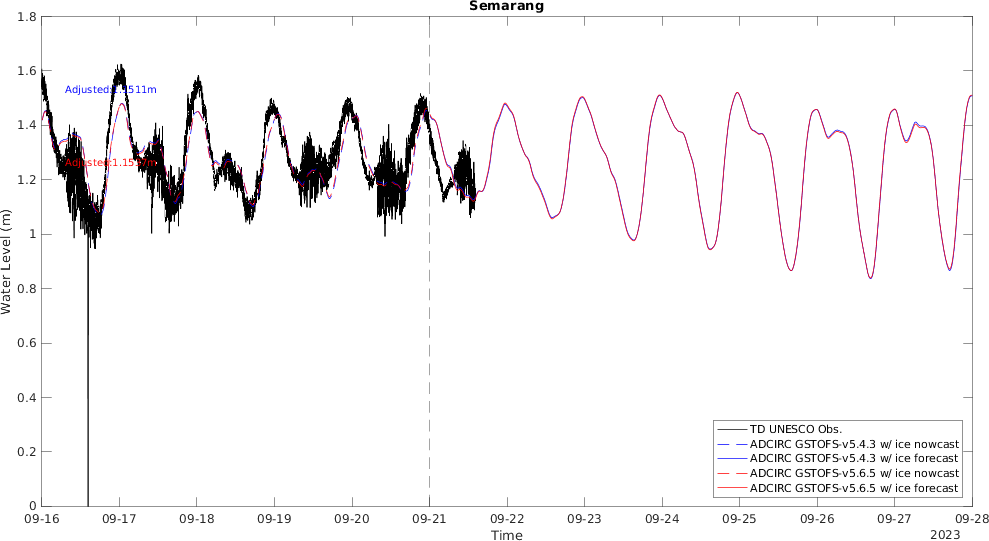 Semarang
1.8
1.6
1.4
1.2
1
0.8
0.6
0.4
0.2
0
Water Level (m)
Adjusted:1.1511m
TD UNESCO Obs.
ADCIRC GSTOFS-v5.4.3 w/ ice nowcast
ADCIRC GSTOFS-v5.4.3 w/ ice forecast
ADCIRC GSTOFS-v5.6.5 w/ ice nowcast
ADCIRC GSTOFS-v5.6.5 w/ ice forecast
09-16 09-17 09-18 09-19 09-20 09-21 09-22 09-23 09-24 09-25 09-26 09-27 09-28
Time
2023